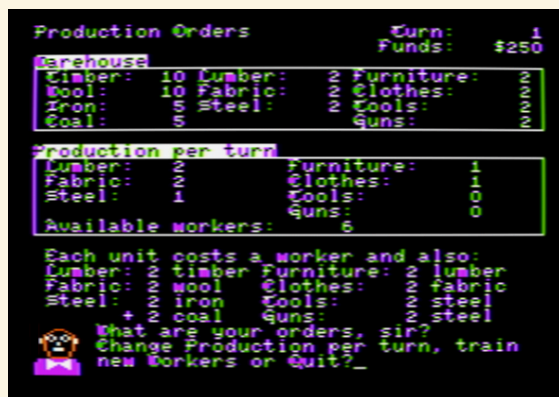 Production Orders Turn: 1
Funds: $250
Warehouse
Timber: 10 Lumber: 2 Furniture: 2
Wool: 10 Fabric: 2 Clothes: 2
Iron: 5 Steel: 2 Tools: 2
Coal: 5 Guns: 2
Production per turn
Lumber: 2 Furniture: 1
Fabric: 2 Clothes: 1
Steel: 1 Tools: 0
Guns: 0
Available workers: 6
Each unit costs a worker and also:
Lumber: 2 timber Furniture: 2 lumber
Fabric: 2 wool Clothes: 2 fabric
Steel: 2 iron Tools: 2 steel
+ 2 coal Guns: 2 steel
What are your orders, sir?
Change Production per turn, train
new Workers or Quit?_